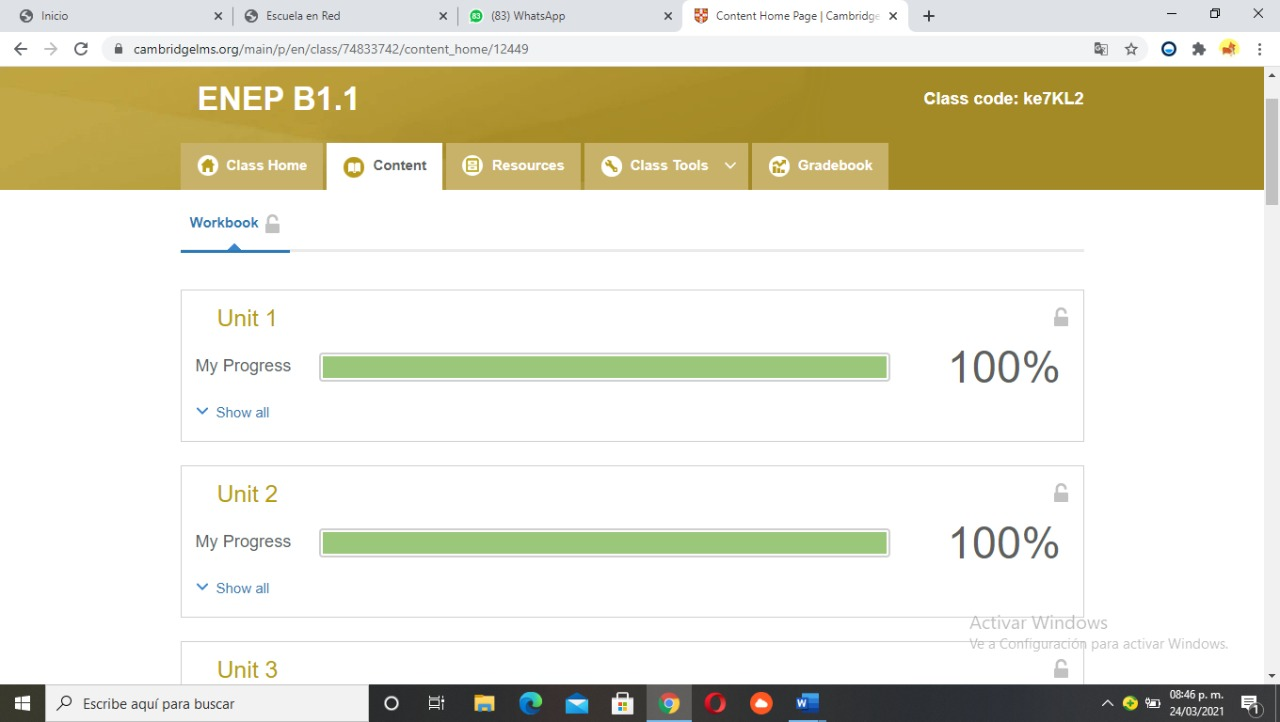 Inicio
Escuela en Red
83
(83) WhatsApp
Content Home Page | Cambridge
cambridgelms.org/main/p/en/class/74833742/content_home/12449
ENEP B1.1
Class code: ke7KL2
Class Home
Content
Resources
Class Tools
Gradebook
Workbook
Unit 1
My Progress
100%
Show all
Unit 2
My Progress
100%
Show all
Activar Windows
Ve a Configuración para activar Windows.
Unit 3
Escribe aquí para buscar
08:46 p. m.
24/03/2021
1